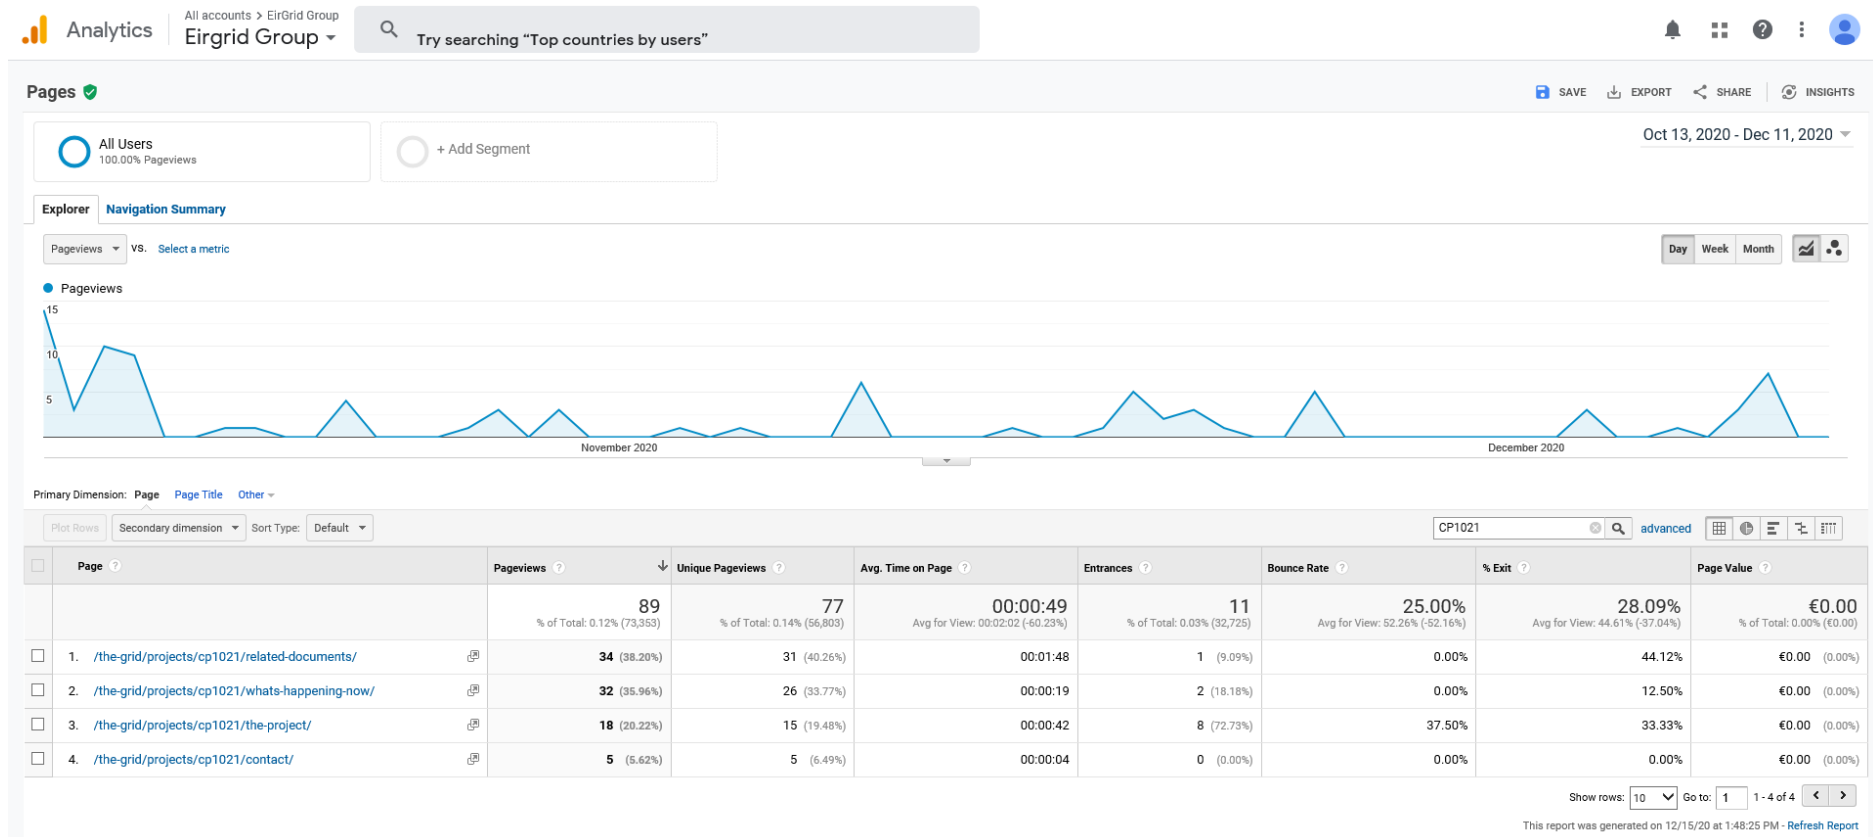 All accounts > EirGrid Group
Analytics
Eirgrid Group
Try searching “Top countries by users”
Pages
SAVE EXPORT SHARE INSIGHTS
All Users
100.00% Pageviews
+ Add Segment
Oct 13, 2020 - Dec 11, 2020
Explorer Navigation Summary
Pageviews VS. Select a metric
Day Week Month
Pageviews
15
10
5
November 2020 December 2020
Primary Dimension: Page Page Title Other
Plot Rows Secondary dimension Sort Type: Default CP1021 advanced
Page ? Pageviews ? Unique Pageviews ? Avg. Time on Page ? Entrances ? Bounce Rate ? % Exit ? Page Value ?
89 77 00:00:49 11 25.00% 28.09% €0.00
% of Total: 0.12% (73,353) % of Total: 0.14% (56,803) Avg for View: 00:02:02 (-60.23%) % of Total: 0.03% (32,725) Avg for View: 52.26% (-52.16%) Avg for View: 44.61% (-37.04%) % of Total: 0.00% (€0.00)
1. /the-grid/projects/cp1021/related-documents/ 34 (38.20%) 31 (40.26%) 00:01:48 1 (9.09%) 0.00% 44.12% €0.00 (0.00%)
2. /the-grid/projects/cp1021/whats-happening-now/ 32 (35.96%) 26 (33.77%) 00:00:19 2 (18.18%) 0.00% 12.50% €0.00 (0.00%)
3. /the-grid/projects/cp1021/the-project/ 18 (20.22%) 15 (19.48%) 00:00:42 8 (72.73%) 37.50% 33.33% €0.00 (0.00%)
4. /the-grid/projects/cp1021/contact/ 5 (5.62%) 5 (6.49%) 00:00:04 0 (0.00%) 0.00% 0.00% €0.00 (0.00%)
Show rows: 10 Go to: 1 1 - 4 of 4
This report was generated on 12/15/20 at 1:48:25 PM - Refresh Report